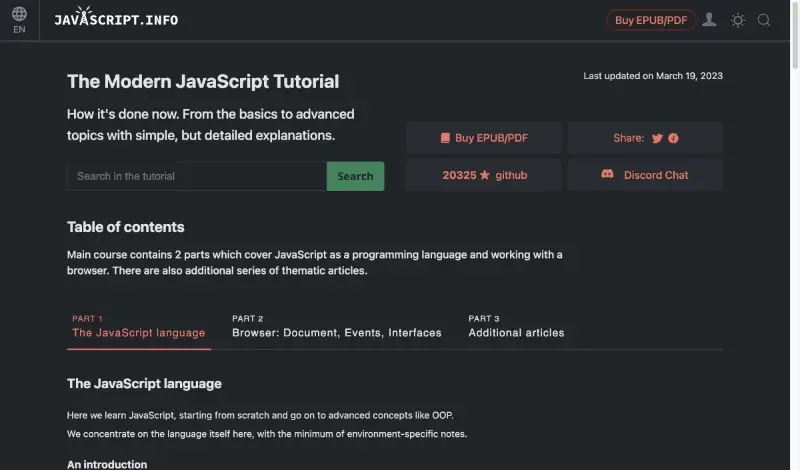 EN
JAVASCRIPT.INFO
Buy EPUB/PDF
The Modern JavaScript Tutorial
Last updated on March 19, 2023
How it's done now. From the basics to advanced
topics with simple, but detailed explanations.
Buy EPUB/PDF
Share:
Search in the tutorial
Search
20325 github
Discord Chat
Table of contents
Main course contains 2 parts which cover JavaScript as a programming language and working with a
browser. There are also additional series of thematic articles.
PART 1
The JavaScript language
PART 2
Browser: Document, Events, Interfaces
PART 3
Additional articles
The JavaScript language
Here we learn JavaScript, starting from scratch and go on to advanced concepts like OOP.
We concentrate on the language itself here, with the minimum of environment-specific notes.
An introduction